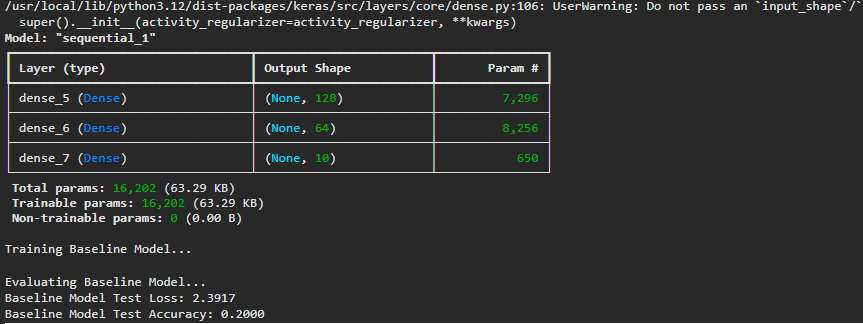 /usr/local/lib/python3.12/dist-packages/keras/src/layers/core/dense.py:106: UserWarning: Do not pass an `input_shape`/`
super().__init__(activity_regularizer=activity_regularizer, **kwargs)
Model: "sequential_1"
Layer (type) Output Shape Param #
dense_5 (Dense) (None, 128) 7,296
dense_6 (Dense) (None, 64) 8,256
dense_7 (Dense) (None, 10) 650
Total params: 16,202 (63.29 KB)
Trainable params: 16,202 (63.29 KB)
Non-trainable params: 0 (0.00 B)
Training Baseline Model...
Evaluating Baseline Model...
Baseline Model Test Loss: 2.3917
Baseline Model Test Accuracy: 0.2000